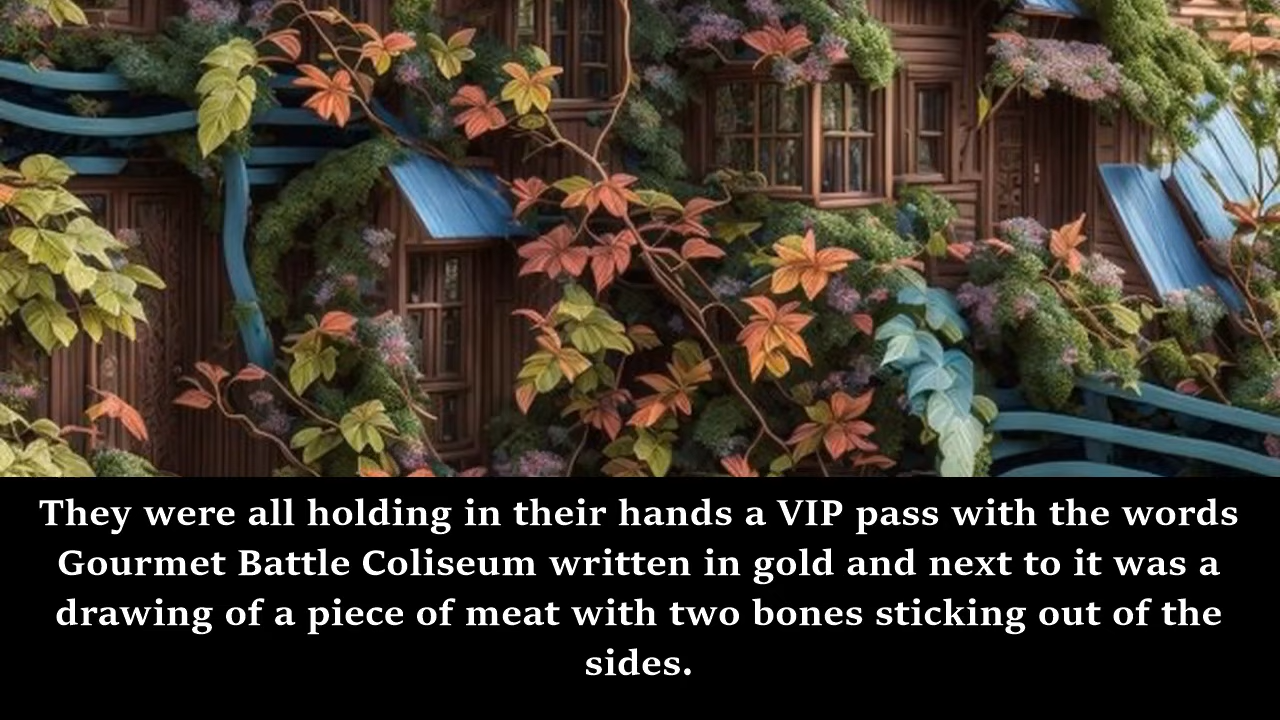 They were all holding in their hands a VIP pass with the words
Gourmet Battle Coliseum written in gold and next to it was a
drawing of a piece of meat with two bones sticking out of the
sides.